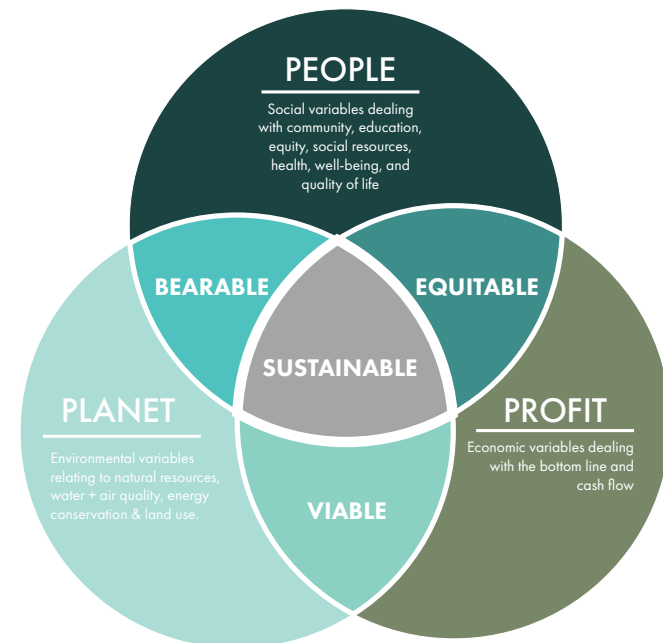 PEOPLE
Social variables dealing
with community, education,
equity, social resources,
health, well-being, and
quality of life
BEARABLE
EQUITABLE
SUSTAINABLE
PLANET
Environmental variables
relating to natural resources,
water + air quality, energy
conservation & land use.
PROFIT
Economic variables dealing
with the bottom line and
cash flow
VIABLE